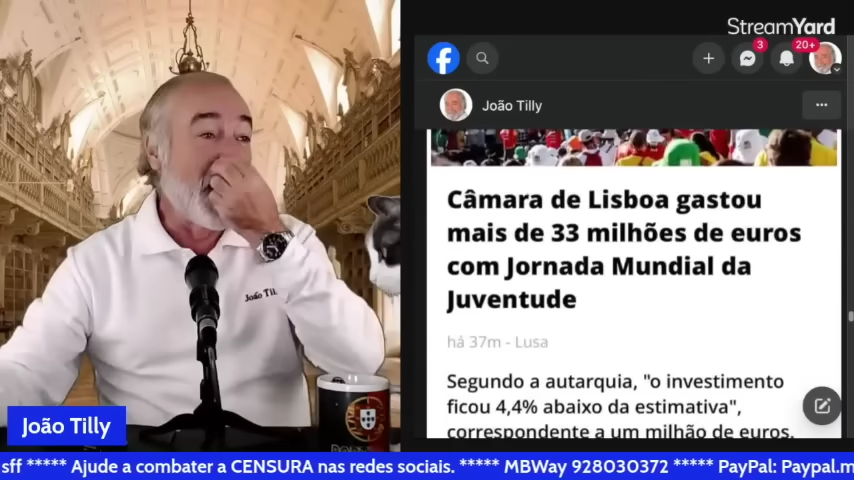 StreamYard
3
20+
João Tilly
Câmara de Lisboa gastou
mais de 33 milhões de euros
com Jornada Mundial da
Juventude
há 37m - Lusa
Segundo a autarquia, "o investimento
ficou 4,4% abaixo da estimativa",
correspondente a um milhão de euros.
João Til
João Tilly
sff ***** Ajude a combater a CENSURA nas redes sociais. ***** MBWay 928030372 ***** PayPal: Paypal.m